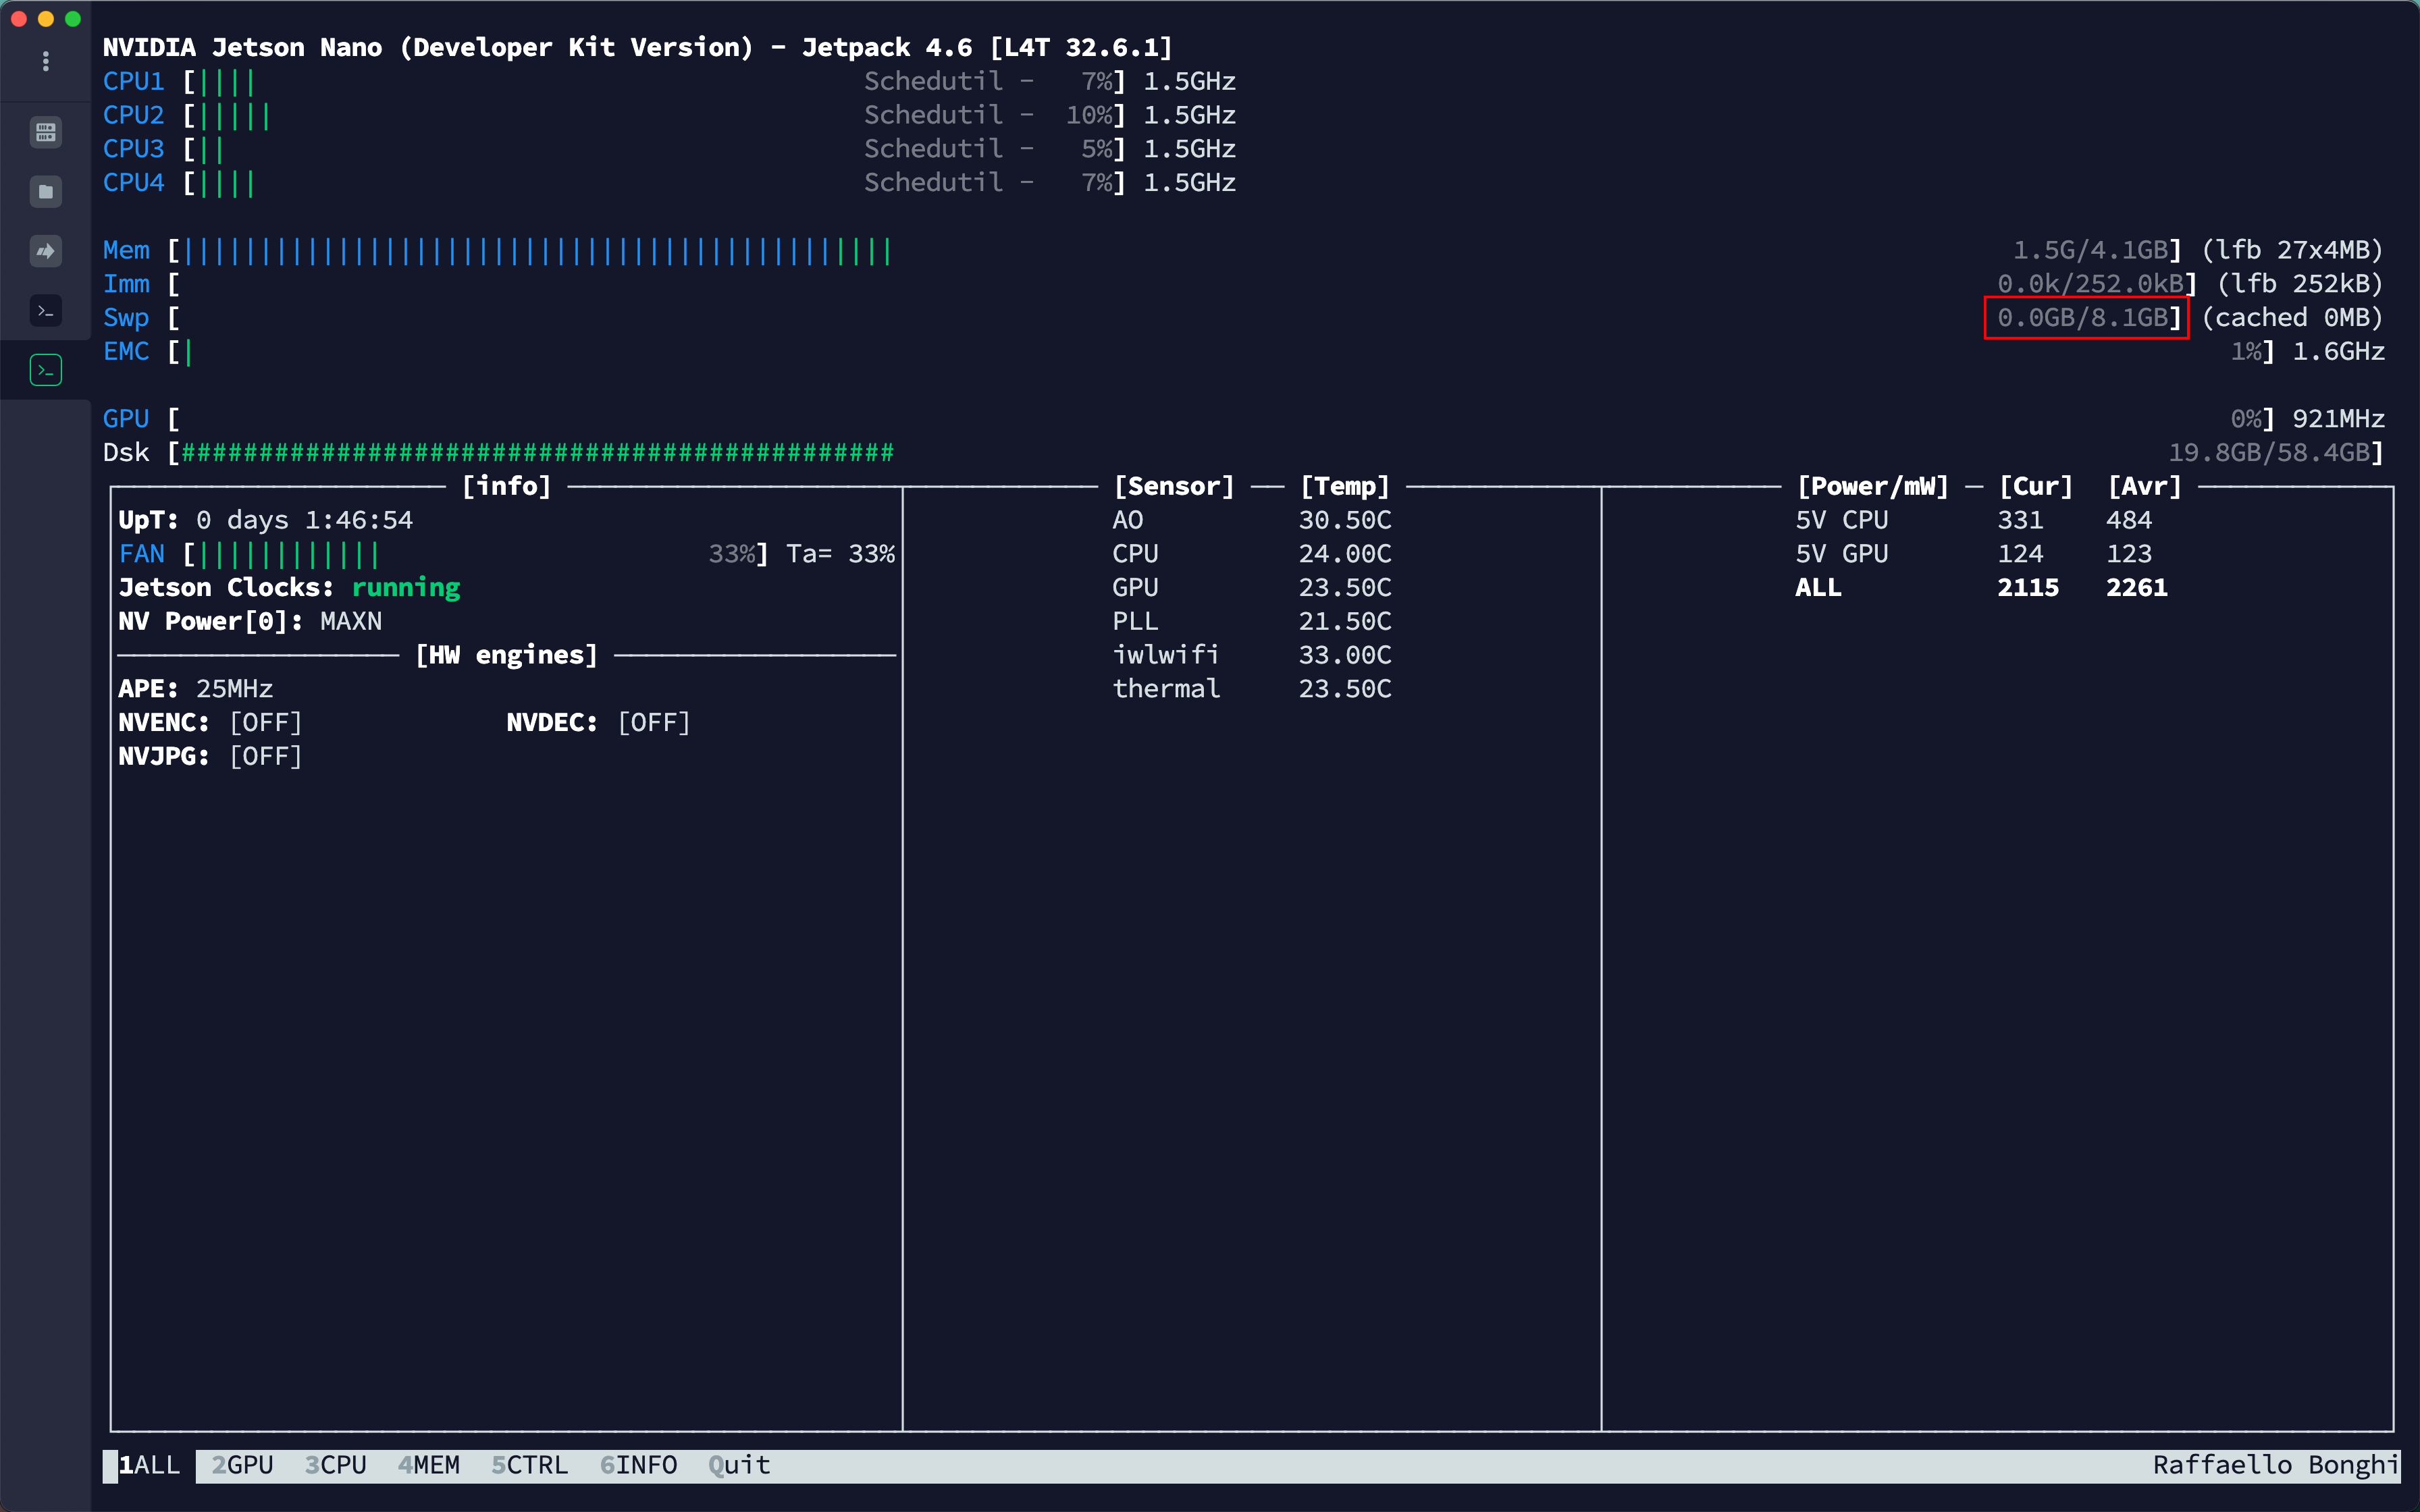 NVIDIA Jetson Nano (Developer Kit Version) - Jetpack 4.6 [L4T 32.6.1]
CPU1 [|||| Schedutil - 7%] 1.5GHz
CPU2 [||||| Schedutil - 10%] 1.5GHz
CPU3 [|| Schedutil - 5%] 1.5GHz
CPU4 [|||| Schedutil - 7%] 1.5GHz
Mem [|||||||||||||||||||||||||||||||||||||||||||||| 1.5G/4.1GB] (lfb 27x4MB)
Imm [ 0.0k/252.0kB] (lfb 252kB)
Swp [ 0.0GB/8.1GB] (cached 0MB)
EMC [| 1%] 1.6GHz
GPU [ 0%] 921MHz
Dsk [############################################## 19.8GB/58.4GB]
[info] [Sensor] [Temp] [Power/mW] [Cur] [Avr]
UpT: 0 days 1:46:54 AO 30.50C 5V CPU 331 484
FAN [|||||||||||| 33%] Ta= 33% CPU 24.00C 5V GPU 124 123
Jetson Clocks: running GPU 23.50C ALL 2115 2261
NV Power[0]: MAXN PLL 21.50C
[HW engines] iwlwifi 33.00C
APE: 25MHz thermal 23.50C
NVENC: [OFF] NVDEC: [OFF]
NVJPG: [OFF]
1ALL 2GPU 3CPU 4MEM 5CTRL 6INFO Quit Raffaello Bonghi